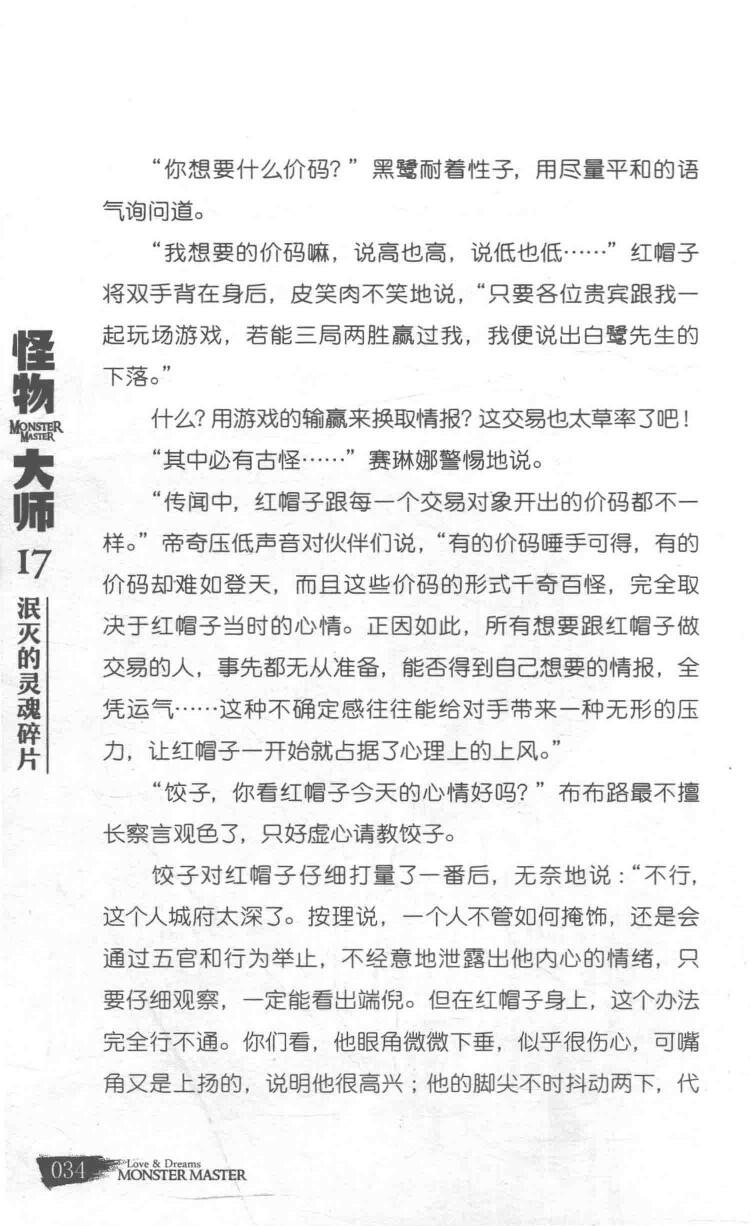 “你想要什么价码？”黑鹭耐着性子，用尽量平和的语
气询问道。
“我想要的价码嘛，说高也高，说低也低……”红帽子
将双手背在身后，皮笑肉不笑地说，“只要各位贵宾跟我一
起玩场游戏，若能三局两胜赢过我，我便说出白鹭先生的
下落。”
什么？用游戏的输赢来换取情报？这交易也太草率了吧！
“其中必有古怪……”赛琳娜警惕地说。
“传闻中，红帽子跟每一个交易对象开出的价码都不一
样。”帝奇压低声音对伙伴们说，“有的价码唾手可得，有的
价码却难如登天，而且这些价码的形式千奇百怪，完全取
决于红帽子当时的心情。正因如此，所有想要跟红帽子做
交易的人，事先都无从准备，能否得到自己想要的情报，全
凭运气……这种不确定感往往能给对手带来一种无形的压
力，让红帽子一开始就占据了心理上的上风。”
“饺子，你看红帽子今天的心情好吗？”布布路最不擅
长察言观色了，只好虚心请教饺子。
饺子对红帽子仔细打量了一番后，无奈地说：“不行，
这个人城府太深了。按理说，一个人不管如何掩饰，还是会
通过五官和行为举止，不经意地泄露出他内心的情绪，只
要仔细观察，一定能看出端倪。但在红帽子身上，这个办法
完全行不通。你们看，他眼角微微下垂，似乎很伤心，可嘴
角又是上扬的，说明他很高兴；他的脚尖不时抖动两下，代
怪物
MONSTER
MASTER
大师
17
泯灭的灵魂碎片
034
Love & Dreams
MONSTER MASTER